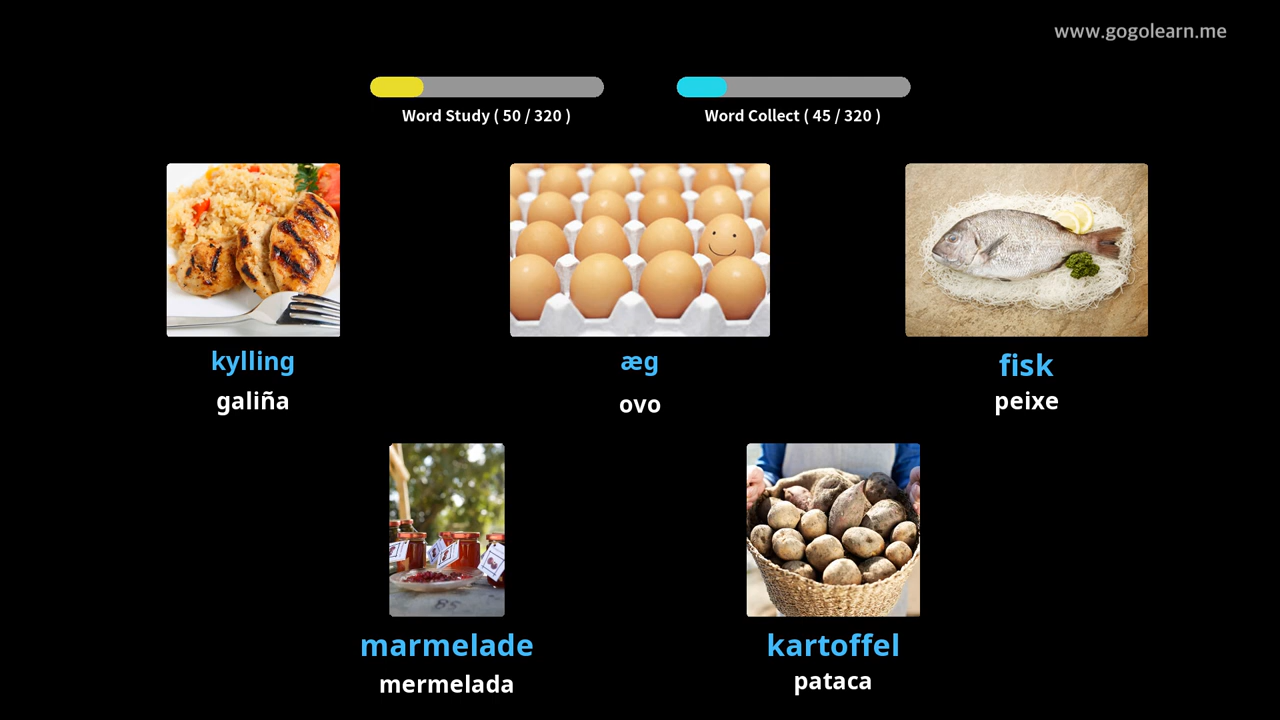 www.gogolearn.me
Word Study ( 50 / 320 )
Word Collect ( 45 / 320 )
kylling
galiña
æg
ovo
fisk
peixe
marmelade
mermelada
kartoffel
pataca